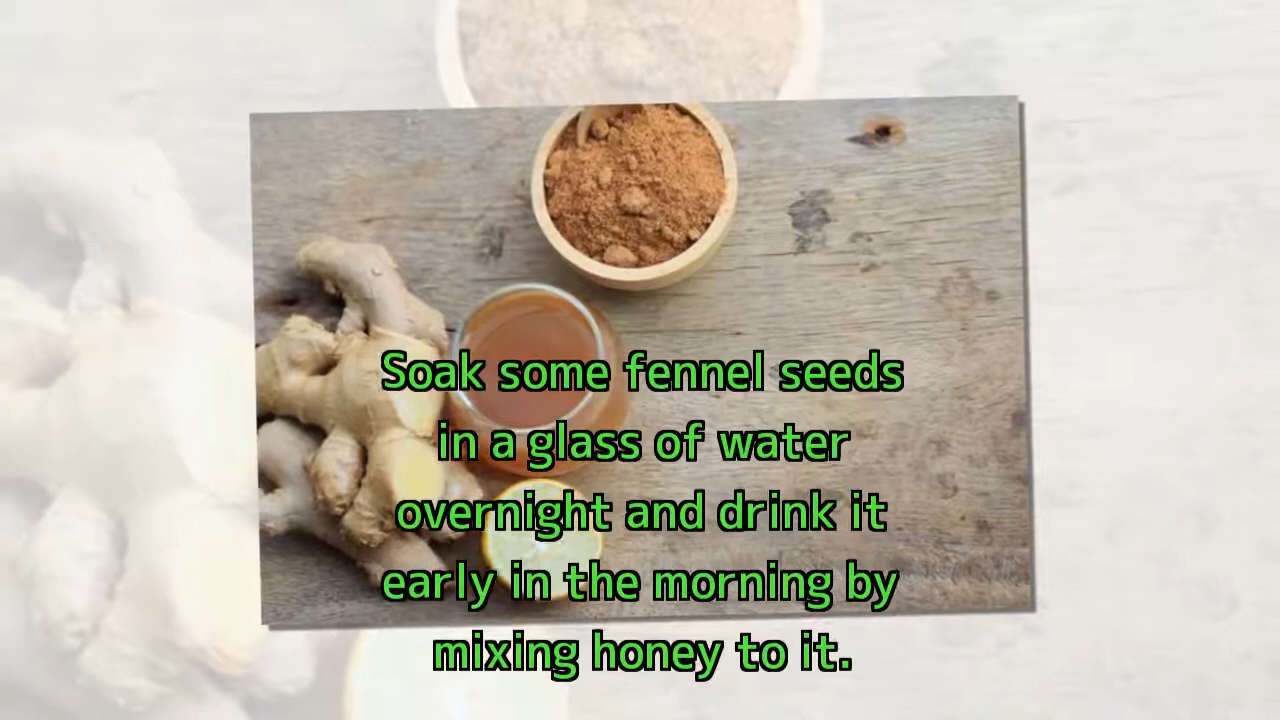 Soak some fennel seeds
in a glass of water
overnight and drink it
early in the morning by
mixing honey to it.